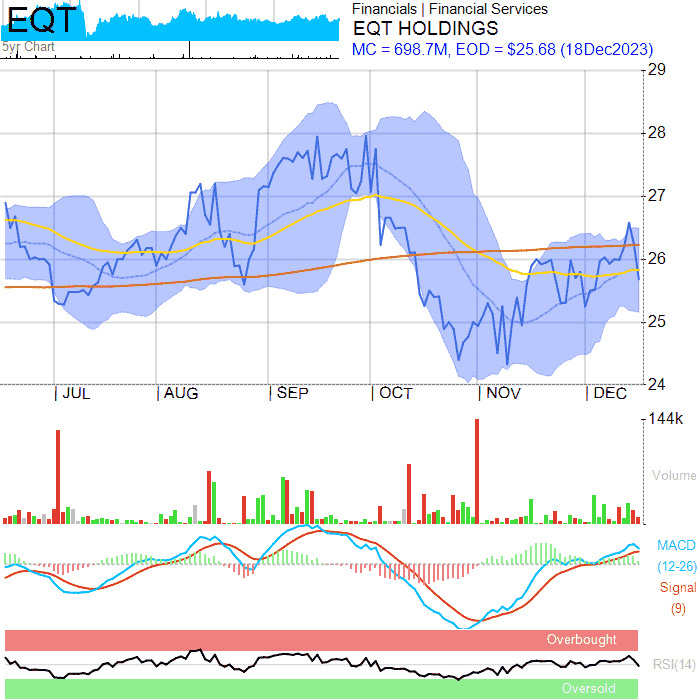 EQT
5yr Chart
Financials | Financial Services
EQT HOLDINGS
MC = 698.7M, EOD = $25.68 (18Dec2023)
29
28
27
26
25
24
| JUL
| AUG
| SEP
| OCT
| NOV
| DEC
144k
Volume
MACD
(12-26)
Signal
(9)
Overbought
RSI(14)
Oversold